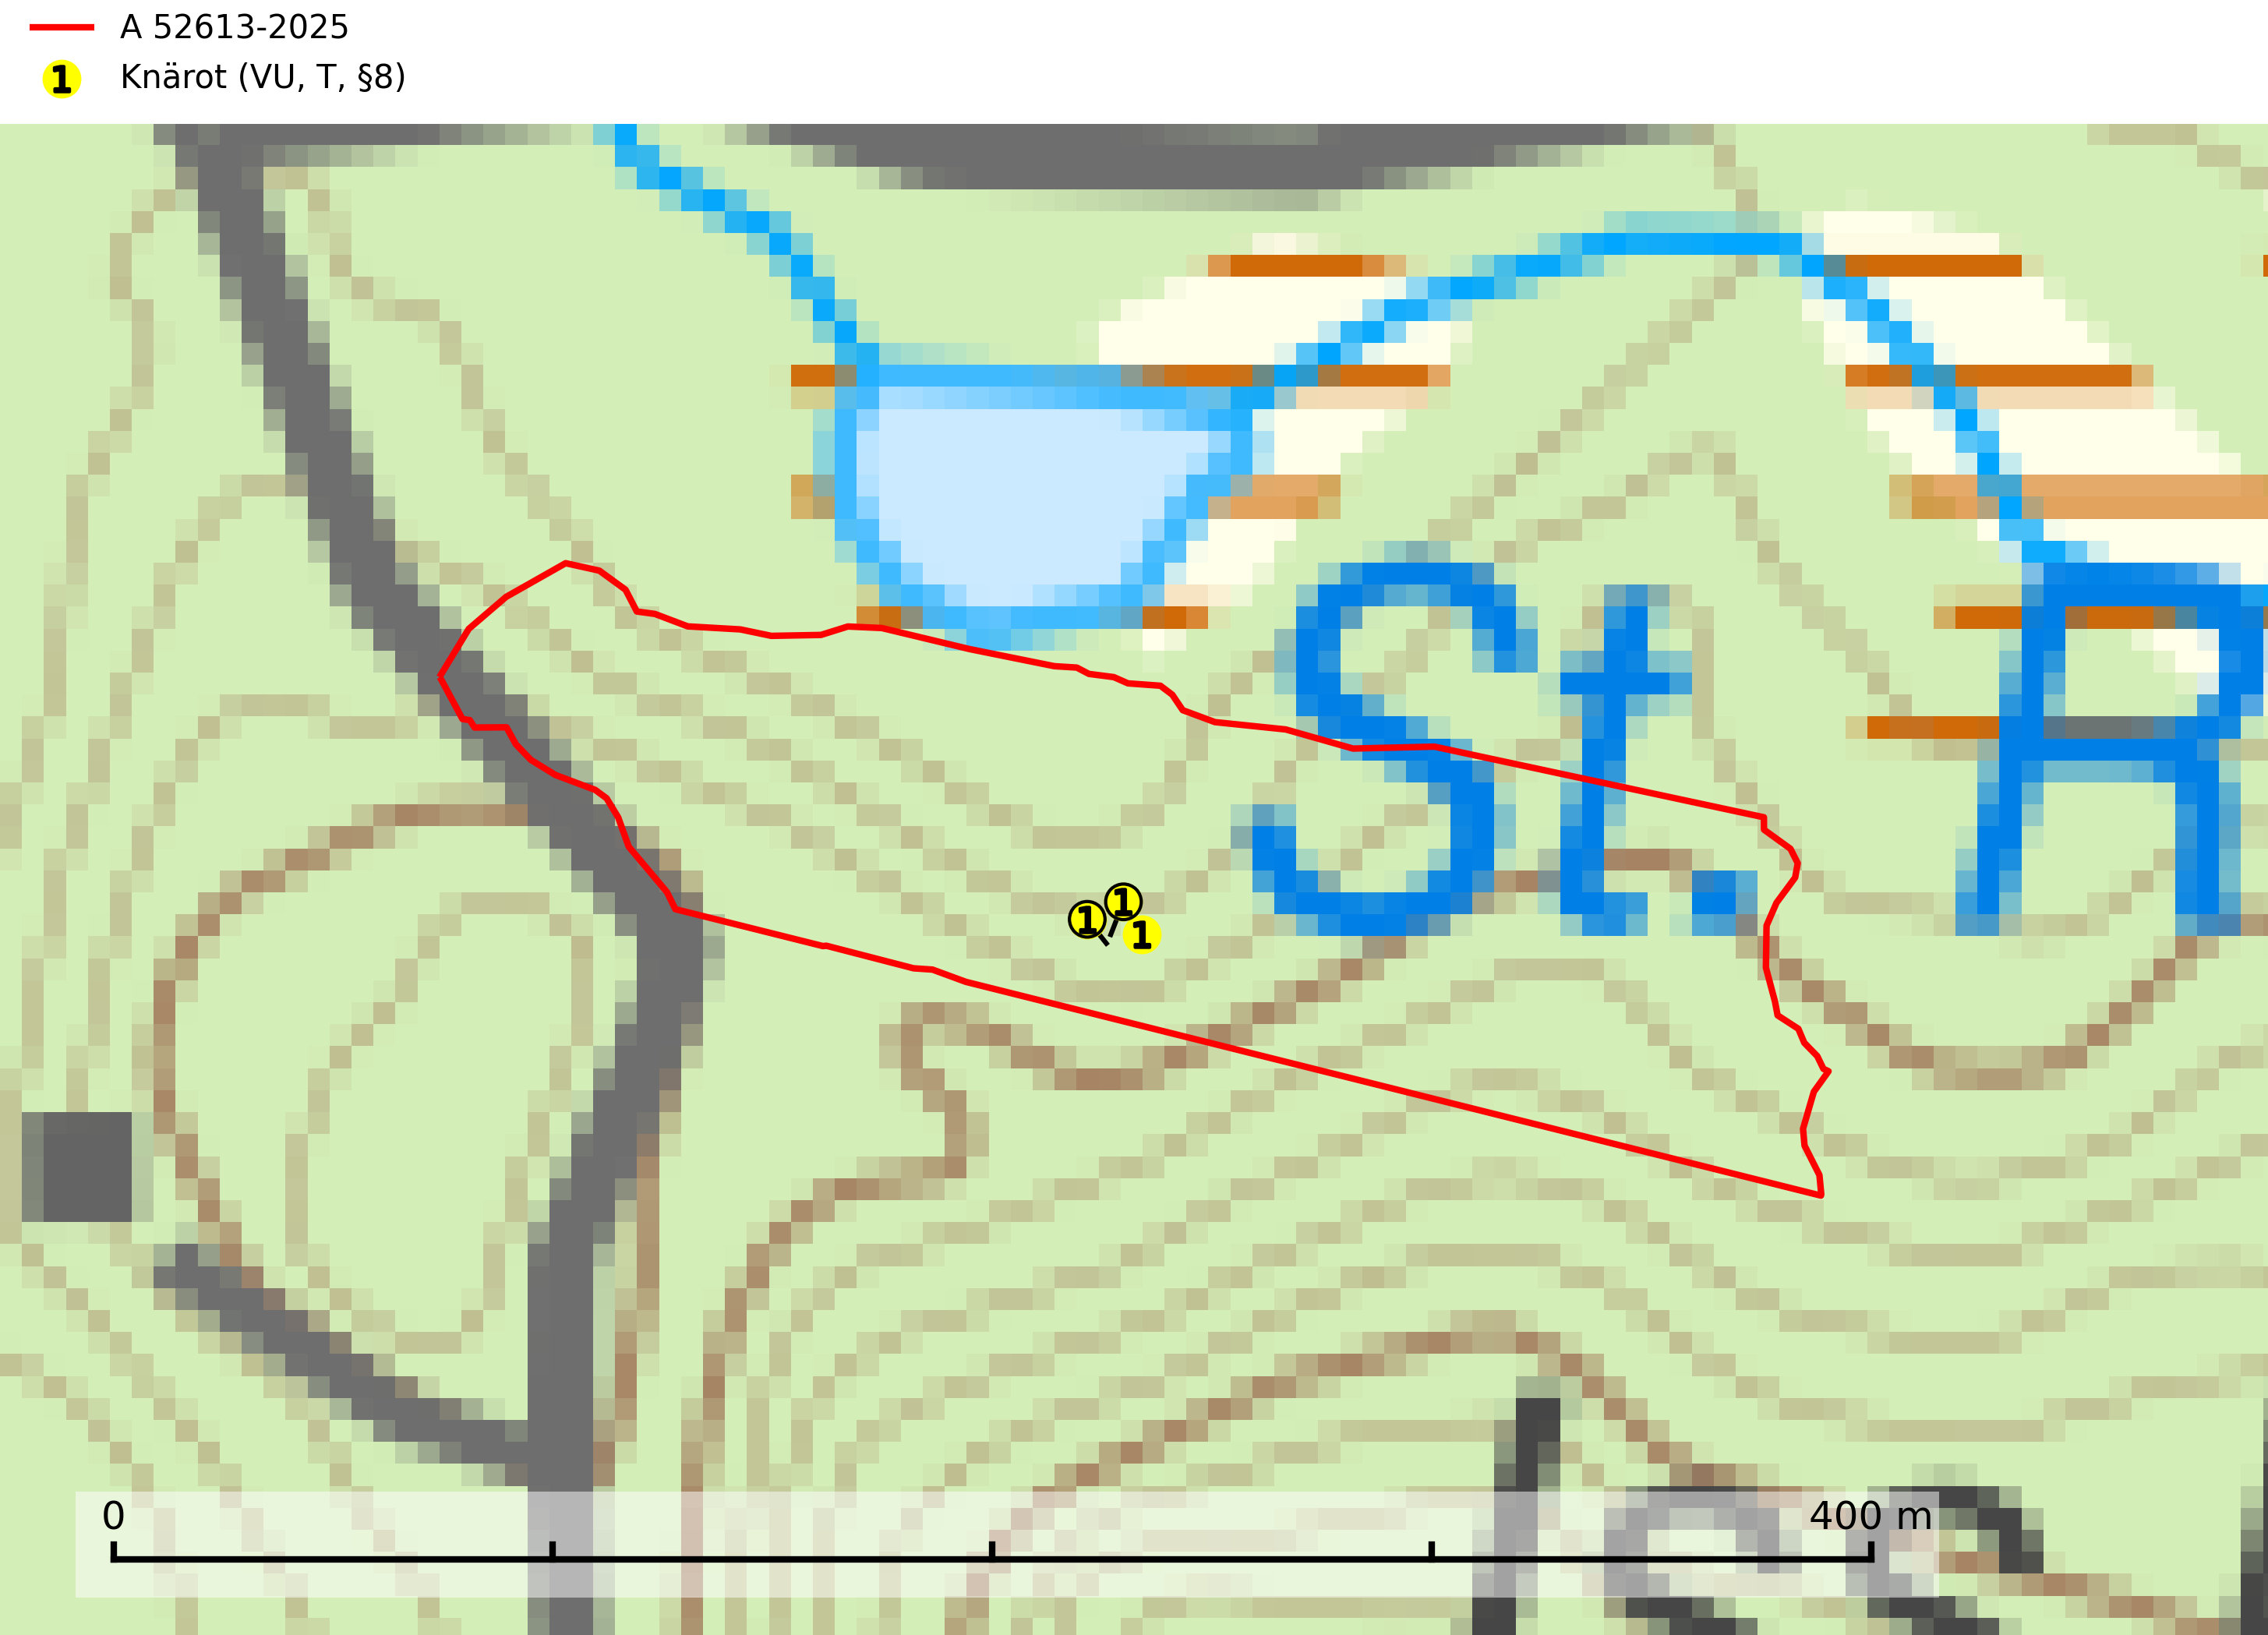 A 52613-2025
1 Knärot (VU, T, §8)
St. R
1
1
1
0 400 m